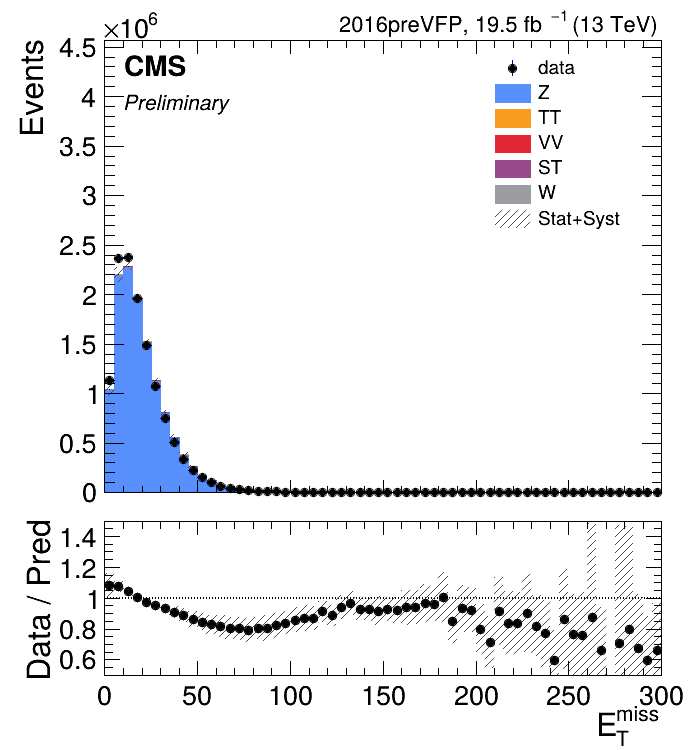 ×10⁶
2016preVFP, 19.5 fb ⁻¹ (13 TeV)
Events
CMS
Preliminary
data
Z
TT
VV
ST
W
Stat+Syst
4.5
4
3.5
3
2.5
2
1.5
1
0.5
0
Data / Pred
1.4
1.2
1
0.8
0.6
0 50 100 150 200 250 300
E_T^miss